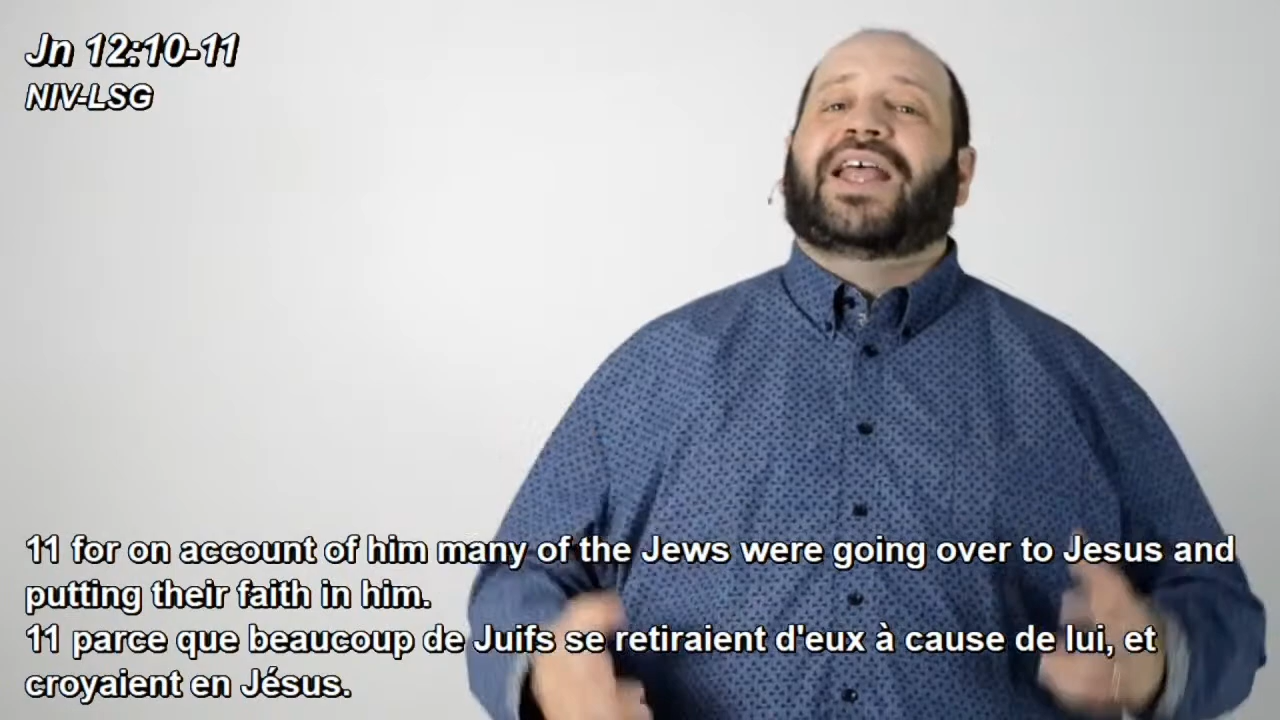 Jn 12:10-11
NIV-LSG
11 for on account of him many of the Jews were going over to Jesus and
putting their faith in him.
11 parce que beaucoup de Juifs se retiraient d'eux à cause de lui, et
croyaient en Jésus.